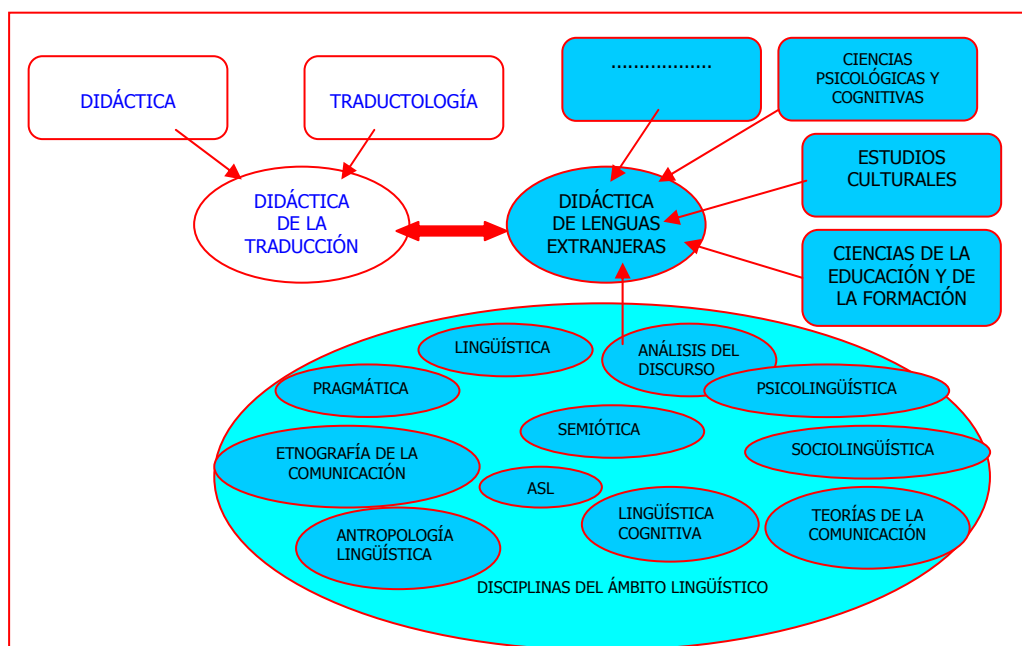 DIDÁCTICA
TRADUCTOLOGÍA
..................
CIENCIAS
PSICOLÓGICAS Y
COGNITIVAS
ESTUDIOS
CULTURALES
DIDÁCTICA
DE LA
TRADUCCIÓN
DIDÁCTICA
DE LENGUAS
EXTRANJERAS
CIENCIAS DE LA
EDUCACIÓN Y DE
LA FORMACIÓN
LINGÜÍSTICA
ANÁLISIS DEL
DISCURSO
PRAGMÁTICA
PSICOLINGÜÍSTICA
SEMIÓTICA
ETNOGRAFÍA DE LA
COMUNICACIÓN
SOCIOLINGÜÍSTICA
ASL
LINGÜÍSTICA
COGNITIVA
TEORÍAS DE LA
COMUNICACIÓN
ANTROPOLOGÍA
LINGÜÍSTICA
DISCIPLINAS DEL ÁMBITO LINGÜÍSTICO